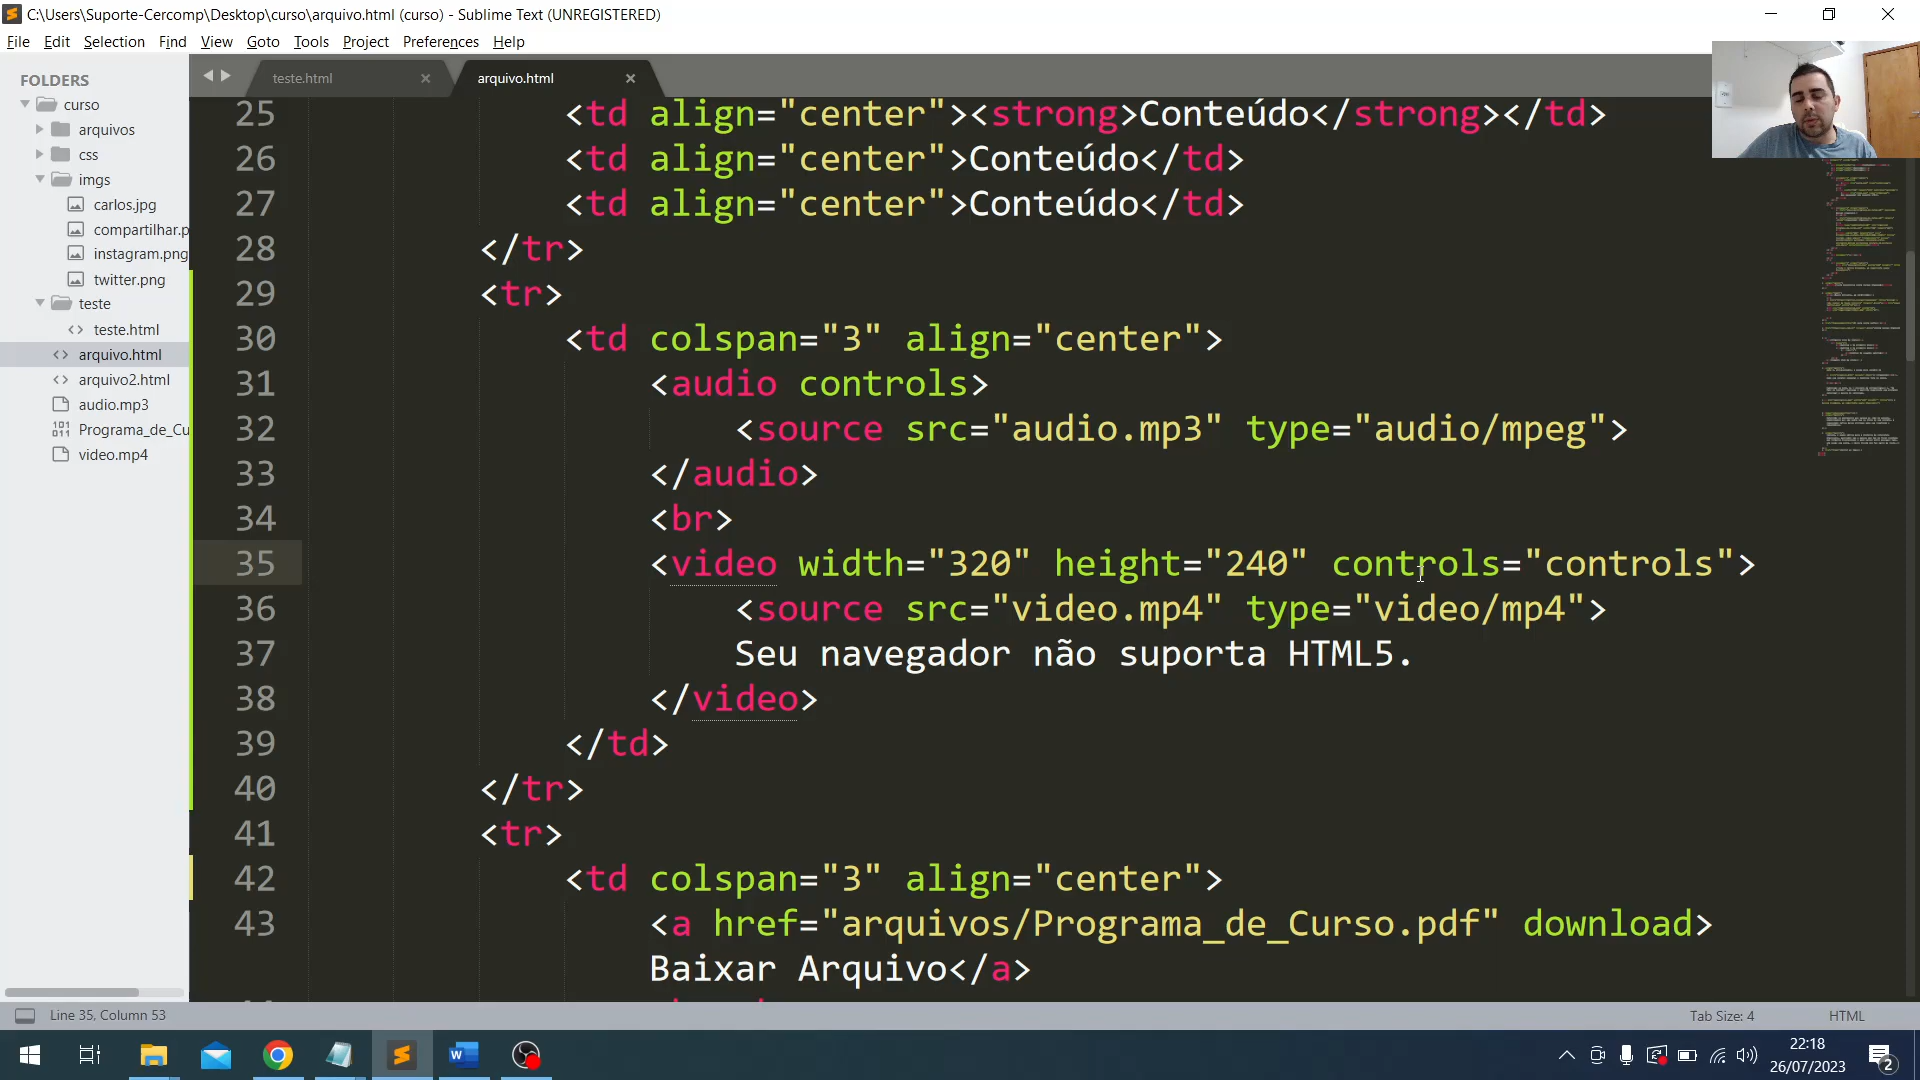 C:\Users\Suporte-Cercomp\Desktop\curso\arquivo.html (curso) - Sublime Text (UNREGISTERED)
File Edit Selection Find View Goto Tools Project Preferences Help
FOLDERS
curso
arquivos
css
imgs
carlos.jpg
compartilhar.p
instagram.png
twitter.png
teste
teste.html
arquivo.html
arquivo2.html
audio.mp3
Programa_de_Cu
video.mp4
teste.html × arquivo.html ×
25 <td align="center"><strong>Conteúdo</strong></td>
26 <td align="center">Conteúdo</td>
27 <td align="center">Conteúdo</td>
28 </tr>
29 <tr>
30 <td colspan="3" align="center">
31 <audio controls>
32 <source src="audio.mp3" type="audio/mpeg">
33 </audio>
34 <br>
35 <video width="320" height="240" controls="controls">
36 <source src="video.mp4" type="video/mp4">
37 Seu navegador não suporta HTML5.
38 </video>
39 </td>
40 </tr>
41 <tr>
42 <td colspan="3" align="center">
43 <a href="arquivos/Programa_de_Curso.pdf" download>
Baixar Arquivo</a>
Line 35, Column 53
Tab Size: 4 HTML
22:18
26/07/2023
2